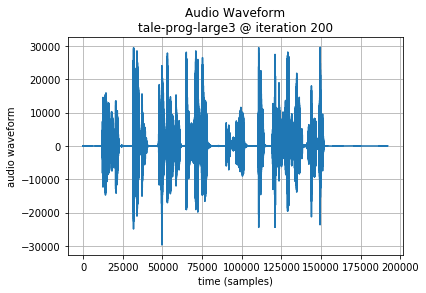 Audio Waveform
tale-prog-large3 @ iteration 200
30000
20000
10000
0
−10000
−20000
−30000
audio waveform
0 25000 50000 75000 100000 125000 150000 175000 200000
time (samples)